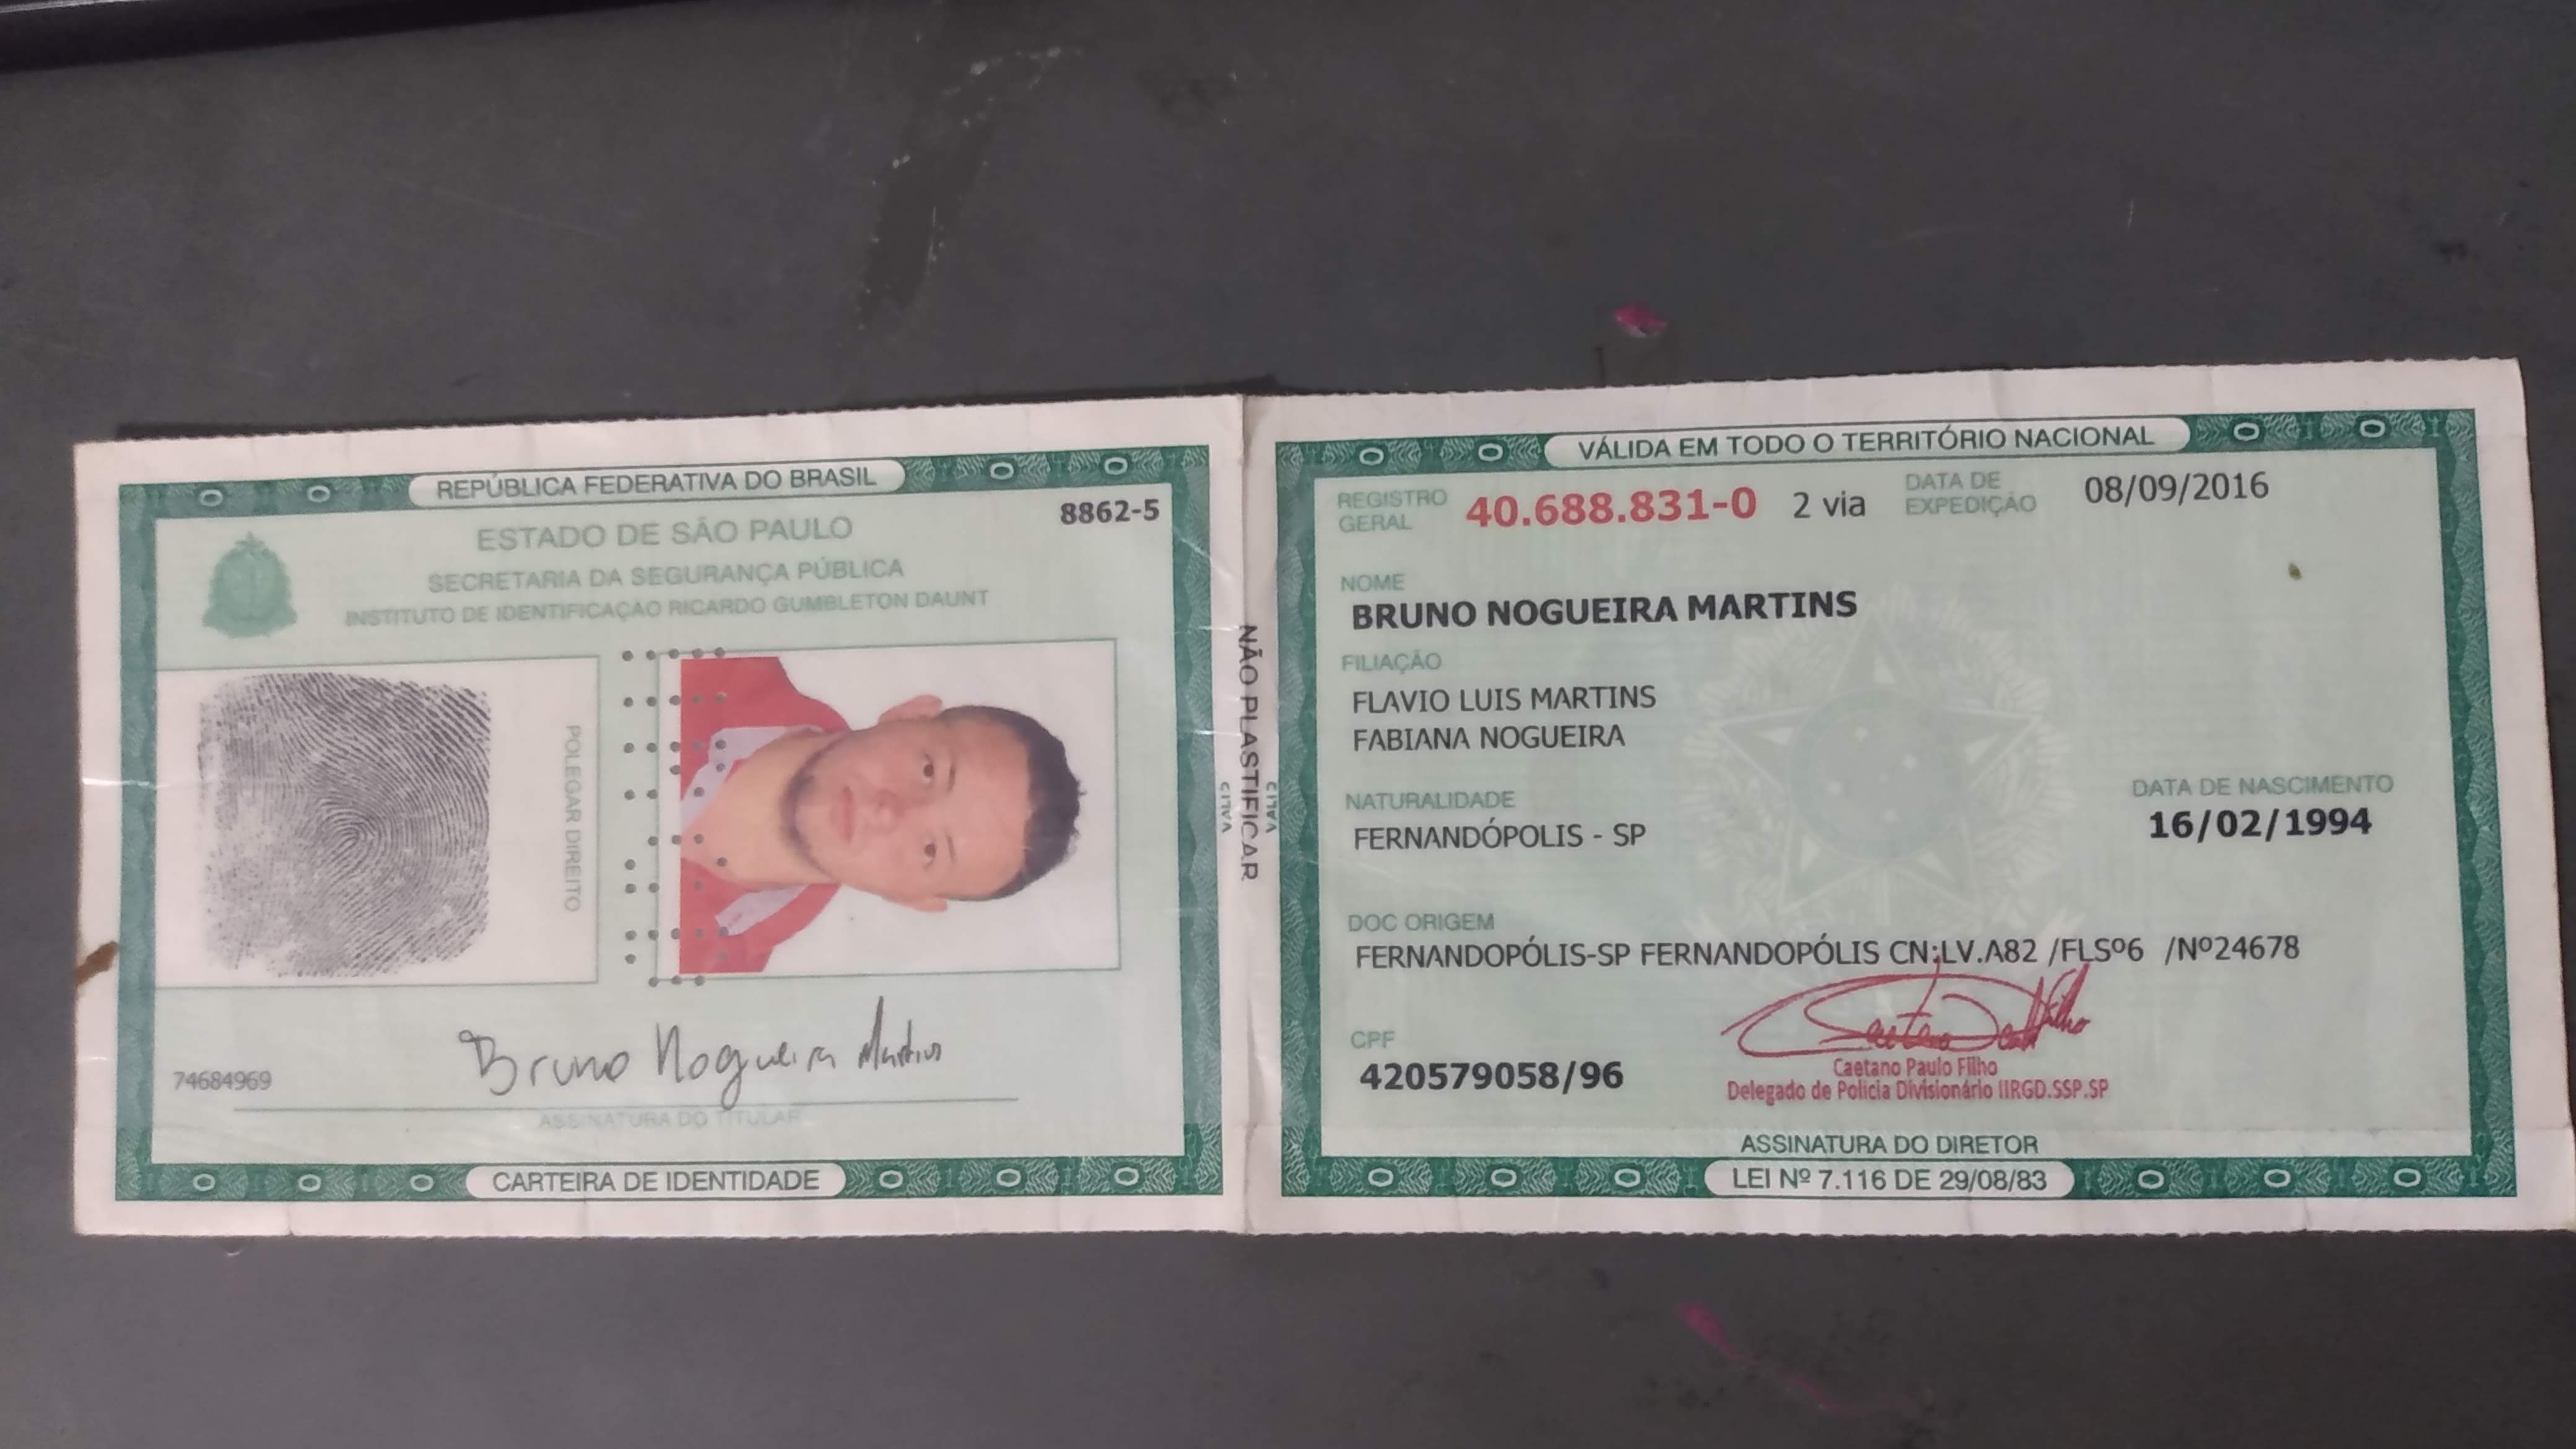 REPÚBLICA FEDERATIVA DO BRASIL
8862-5
ESTADO DE SÃO PAULO
SECRETARIA DA SEGURANÇA PÚBLICA
INSTITUTO DE IDENTIFICAÇÃO RICARDO GUMBLETON DAUNT
POLEGAR DIREITO
Bruno Nogueira Martins
74684969
ASSINATURA DO TITULAR
CARTEIRA DE IDENTIDADE
NÃO PLASTIFICAR
VÁLIDA EM TODO O TERRITÓRIO NACIONAL
REGISTRO GERAL 40.688.831-0 2 via DATA DE EXPEDIÇÃO 08/09/2016
NOME
BRUNO NOGUEIRA MARTINS
FILIAÇÃO
FLAVIO LUIS MARTINS
FABIANA NOGUEIRA
NATURALIDADE
FERNANDÓPOLIS - SP
DATA DE NASCIMENTO
16/02/1994
DOC ORIGEM
FERNANDOPÓLIS-SP FERNANDOPÓLIS CN:LV.A82 /FLSº6 /Nº24678
CPF
420579058/96
Caetano Paulo Filho
Delegado de Polícia Divisionário IIRGD.SSP.SP
ASSINATURA DO DIRETOR
LEI Nº 7.116 DE 29/08/83